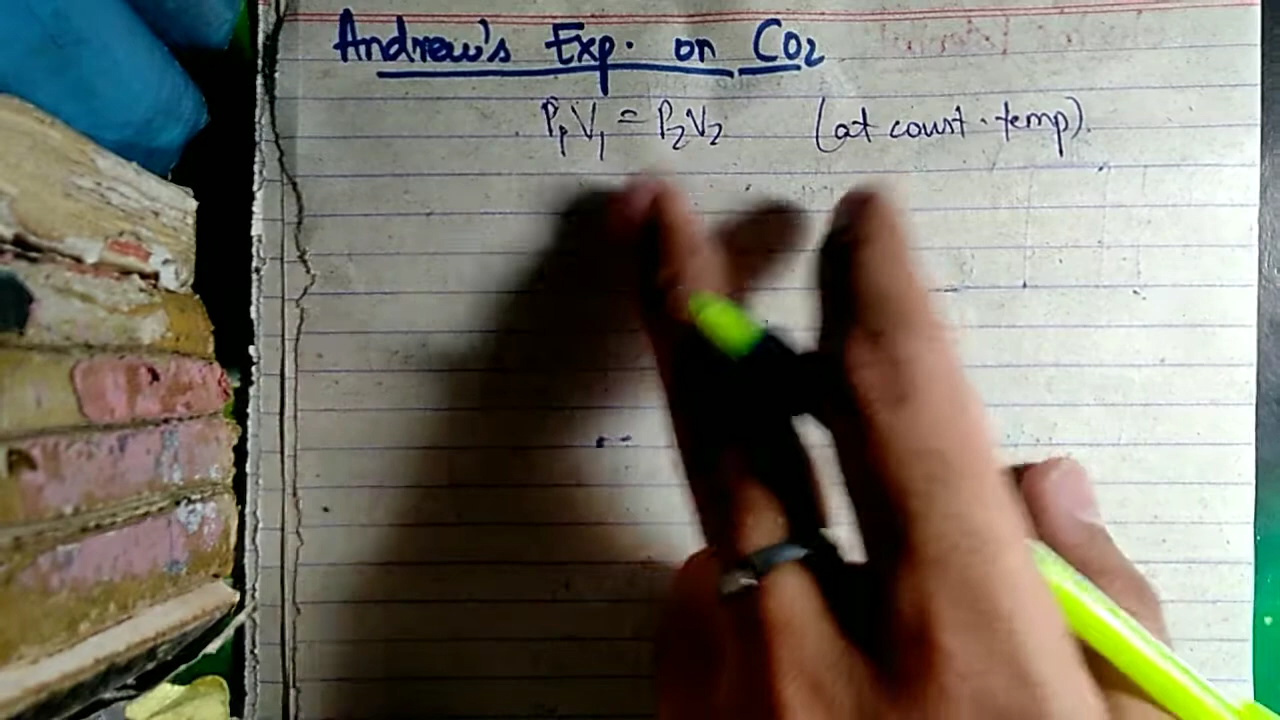 Andrew's Exp. on CO2
P1V1 = P2V2 (at const. temp).